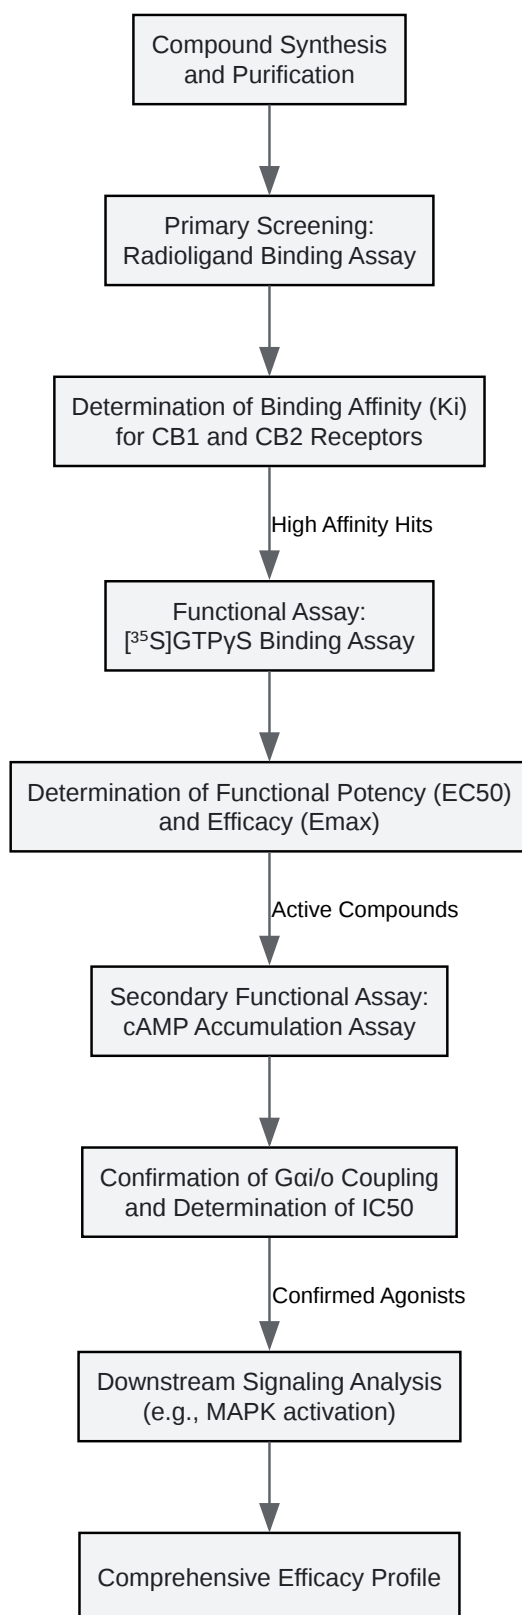 Compound Synthesis
and Purification
Primary Screening:
Radioligand Binding Assay
Determination of Binding Affinity (Ki)
for CB1 and CB2 Receptors
High Affinity Hits
Functional Assay:
[³⁵S]GTPγS Binding Assay
Determination of Functional Potency (EC50)
and Efficacy (Emax)
Active Compounds
Secondary Functional Assay:
cAMP Accumulation Assay
Confirmation of Gαi/o Coupling
and Determination of IC50
Confirmed Agonists
Downstream Signaling Analysis
(e.g., MAPK activation)
Comprehensive Efficacy Profile